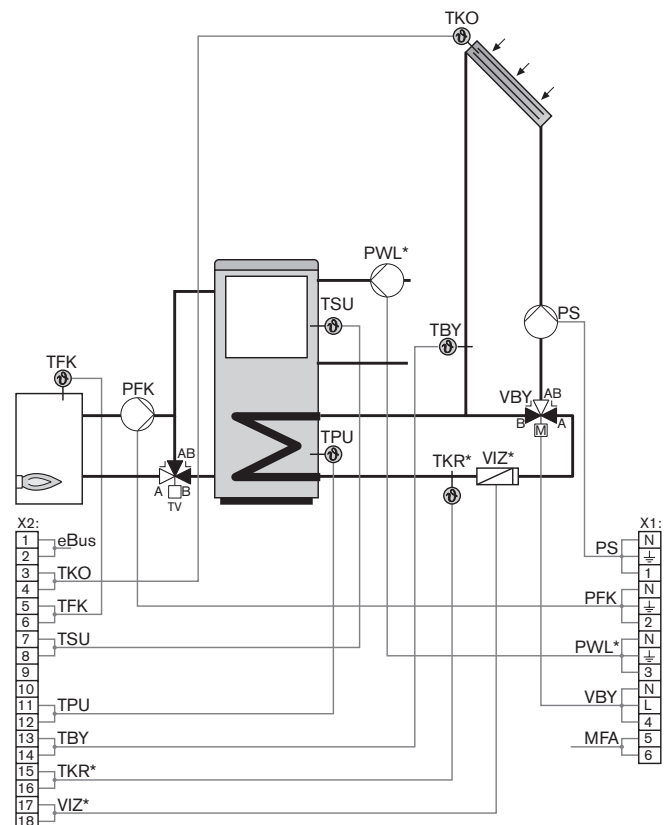 TKO
ϑ
PWL*
TSU
ϑ
TBY
ϑ
PS
TFK
ϑ
PFK
VBY
AB
B
A
M
AB
A
B
TV
TPU
ϑ
TKR*
ϑ
VIZ*
X2:
1
2
eBus
3
4
TKO
5
6
TFK
7
8
TSU
9
10
11
12
TPU
13
14
TBY
15
16
TKR*
17
18
VIZ*
X1:
PS
N
⏚
1
PFK
N
⏚
2
PWL*
N
⏚
3
VBY
N
L
4
MFA
5
6